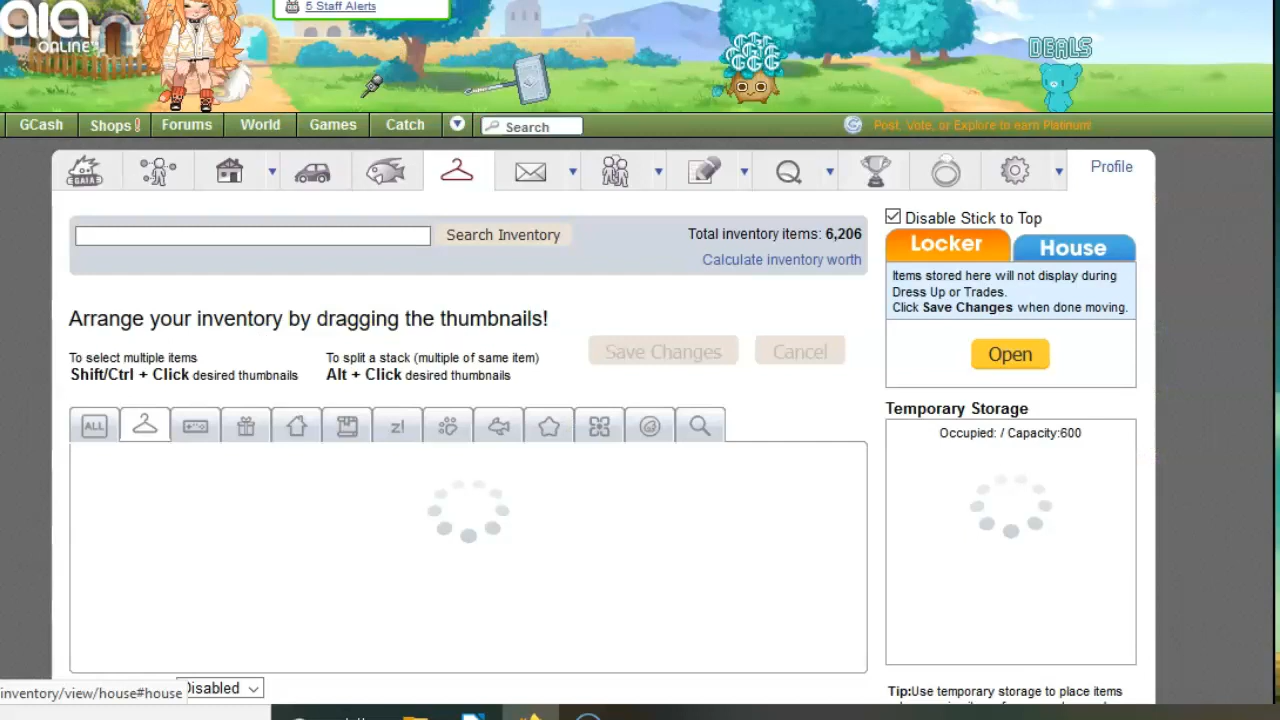 aia
ONLINE
5 Staff Alerts
DEALS
GCash
Shops!
Forums
World
Games
Catch
Search
Post, Vote, or Explore to earn Platinum!
GAIA
Profile
Search Inventory
Total inventory items: 6,206
Calculate inventory worth
Disable Stick to Top
Locker
House
Items stored here will not display during
Dress Up or Trades.
Click Save Changes when done moving.
Open
Arrange your inventory by dragging the thumbnails!
To select multiple items
Shift/Ctrl + Click desired thumbnails
To split a stack (multiple of same item)
Alt + Click desired thumbnails
Save Changes
Cancel
ALL
z!
Temporary Storage
Occupied: / Capacity:600
inventory/view/house#house
Disabled
Tip:Use temporary storage to place items